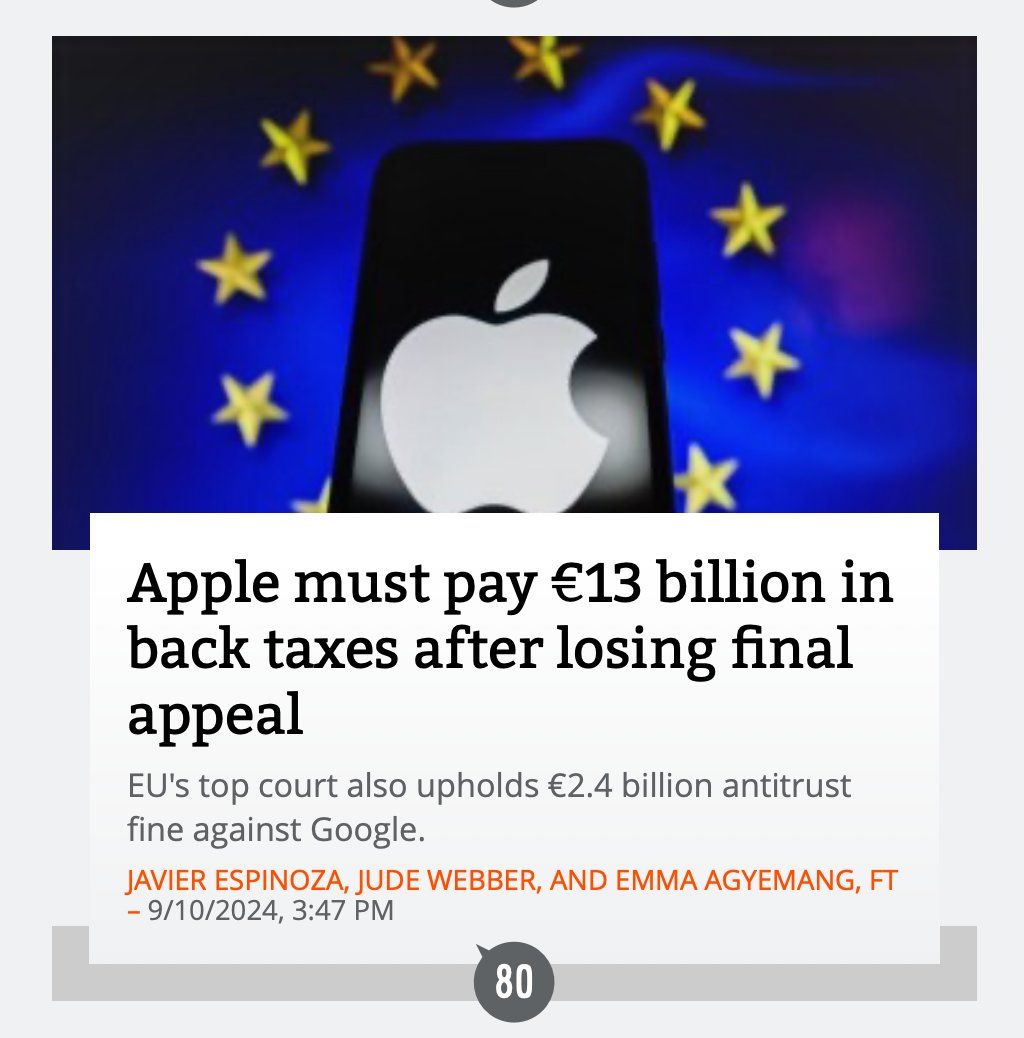 Apple must pay €13 billion in
back taxes after losing final
appeal
EU's top court also upholds €2.4 billion antitrust
fine against Google.
JAVIER ESPINOZA, JUDE WEBBER, AND EMMA AGYEMANG, FT
– 9/10/2024, 3:47 PM
80